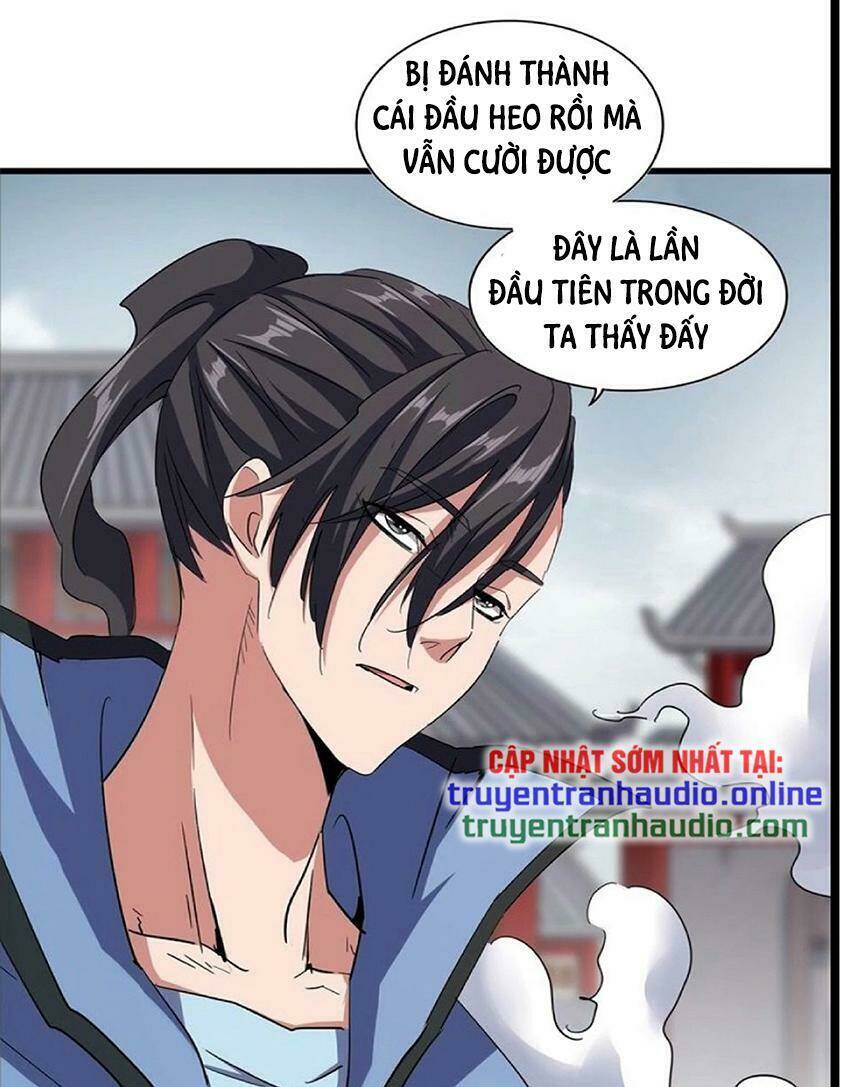 BỊ ĐÁNH THÀNH
CÁI ĐẦU HEO RỒI MÀ
VẪN CƯỜI ĐƯỢC
ĐÂY LÀ LẦN
ĐẦU TIÊN TRONG ĐỜI
TA THẤY ĐẤY
CẬP NHẬT SỚM NHẤT TẠI:
truyentranhaudio.online
truyentranhaudio.com